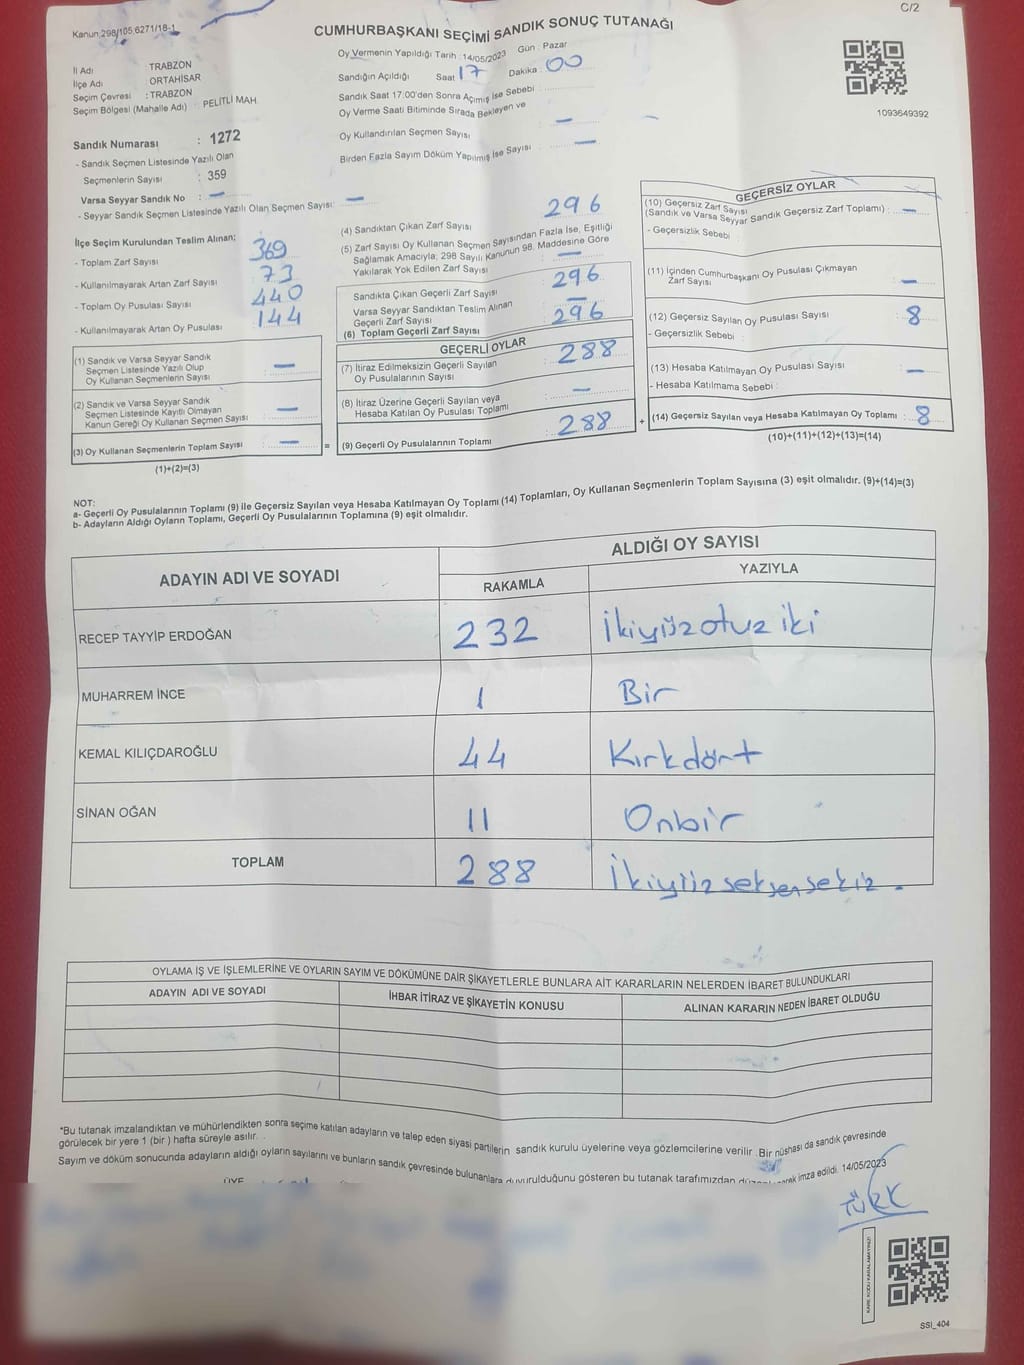 C/2
Kanun 298/105,6271/18-1
CUMHURBAŞKANI SEÇİMİ SANDIK SONUÇ TUTANAĞI
Oy Vermenin Yapıldığı Tarih :14/05/2023 Gün : Pazar
İl Adı : TRABZON
İlçe Adı : ORTAHİSAR
Seçim Çevresi : TRABZON
Seçim Bölgesi (Mahalle Adı) : PELİTLİ MAH.
Sandığın Açıldığı Saat 17 Dakika : 00
Sandık Saat 17:00'den Sonra Açımış İse Sebebi :
Oy Verme Saati Bitiminde Sırada Bekleyen ve
Oy Kullandırılan Seçmen Sayısı : —
Birden Fazla Sayım Döküm Yapılmış İse Sayısı : —
1093649392
Sandık Numarası : 1272
- Sandık Seçmen Listesinde Yazılı Olan
Seçmenlerin Sayısı : 359
Varsa Seyyar Sandık No : —
- Seyyar Sandık Seçmen Listesinde Yazılı Olan Seçmen Sayısı: —
İlçe Seçim Kurulundan Teslim Alınan:
- Toplam Zarf Sayısı 369
- Kullanılmayarak Artan Zarf Sayısı 73
- Toplam Oy Pusulası Sayısı 440
- Kullanılmayarak Artan Oy Pusulası 144
(4) Sandıktan Çıkan Zarf Sayısı 296
(5) Zarf Sayısı Oy Kullanan Seçmen Sayısından Fazla İse, Eşitliği
Sağlamak Amacıyla; 298 Sayılı Kanunun 98. Maddesine Göre
Yakılarak Yok Edilen Zarf Sayısı —
Sandıkta Çıkan Geçerli Zarf Sayısı 296
Varsa Seyyar Sandıktan Teslim Alınan
Geçerli Zarf Sayısı —
(6) Toplam Geçerli Zarf Sayısı 296
GEÇERSİZ OYLAR
(10) Geçersiz Zarf Sayısı
(Sandık ve Varsa Seyyar Sandık Geçersiz Zarf Toplamı) : —
- Geçersizlik Sebebi :
(11) İçinden Cumhurbaşkanı Oy Pusulası Çıkmayan
Zarf Sayısı —
(12) Geçersiz Sayılan Oy Pusulası Sayısı : 8
- Geçersizlik Sebebi :
(13) Hesaba Katılmayan Oy Pusulası Sayısı : —
- Hesaba Katılmama Sebebi :
(14) Geçersiz Sayılan veya Hesaba Katılmayan Oy Toplamı : 8
(10)+(11)+(12)+(13)=(14)
(1) Sandık ve Varsa Seyyar Sandık
Seçmen Listesinde Yazılı Olup
Oy Kullanan Seçmenlerin Sayısı : —
(2) Sandık ve Varsa Seyyar Sandık
Seçmen Listesinde Kayıtlı Olmayan
Kanun Gereği Oy Kullanan Seçmen Sayısı : —
(3) Oy Kullanan Seçmenlerin Toplam Sayısı : —
(1)+(2)=(3)
=
GEÇERLİ OYLAR
(7) İtiraz Edilmeksizin Geçerli Sayılan
Oy Pusulalarının Sayısı 288
(8) İtiraz Üzerine Geçerli Sayılan veya
Hesaba Katılan Oy Pusulası Toplamı : —
(9) Geçerli Oy Pusulalarının Toplamı : 288
+
NOT:
a- Geçerli Oy Pusulalarının Toplamı (9) ile Geçersiz Sayılan veya Hesaba Katılmayan Oy Toplamı (14) Toplamları, Oy Kullanan Seçmenlerin Toplam Sayısına (3) eşit olmalıdır. (9)+(14)=(3)
b- Adayların Aldığı Oyların Toplamı, Geçerli Oy Pusulalarının Toplamına (9) eşit olmalıdır.
ADAYIN ADI VE SOYADI ALDIĞI OY SAYISI
RAKAMLA YAZIYLA
RECEP TAYYİP ERDOĞAN 232 İkiyüzotuz iki
MUHARREM İNCE 1 Bir
KEMAL KILIÇDAROĞLU 44 Kırkdört
SİNAN OĞAN 11 Onbir
TOPLAM 288 İkiyüzseksensekiz.
OYLAMA İŞ VE İŞLEMLERİNE VE OYLARIN SAYIM VE DÖKÜMÜNE DAİR ŞİKAYETLERLE BUNLARA AİT KARARLARIN NELERDEN İBARET BULUNDUKLARI
ADAYIN ADI VE SOYADI İHBAR İTİRAZ VE ŞİKAYETİN KONUSU ALINAN KARARIN NEDEN İBARET OLDUĞU
*Bu tutanak imzalandıktan ve mühürlendikten sonra seçime katılan adayların ve talep eden siyasi partilerin sandık kurulu üyelerine veya gözlemcilerine verilir .Bir nüshası da sandık çevresinde
görülecek bir yere 1 (bir ) hafta süreyle asılır.
Sayım ve döküm sonucunda adayların aldığı oyların sayılarını ve bunların sandık çevresinde bulunanlara duyurulduğunu gösteren bu tutanak tarafımızdan imza edildi. 14/05/2023
ÜYE
TÜRK
KARE KODU KARALAMAYINIZ!
SSİ_404